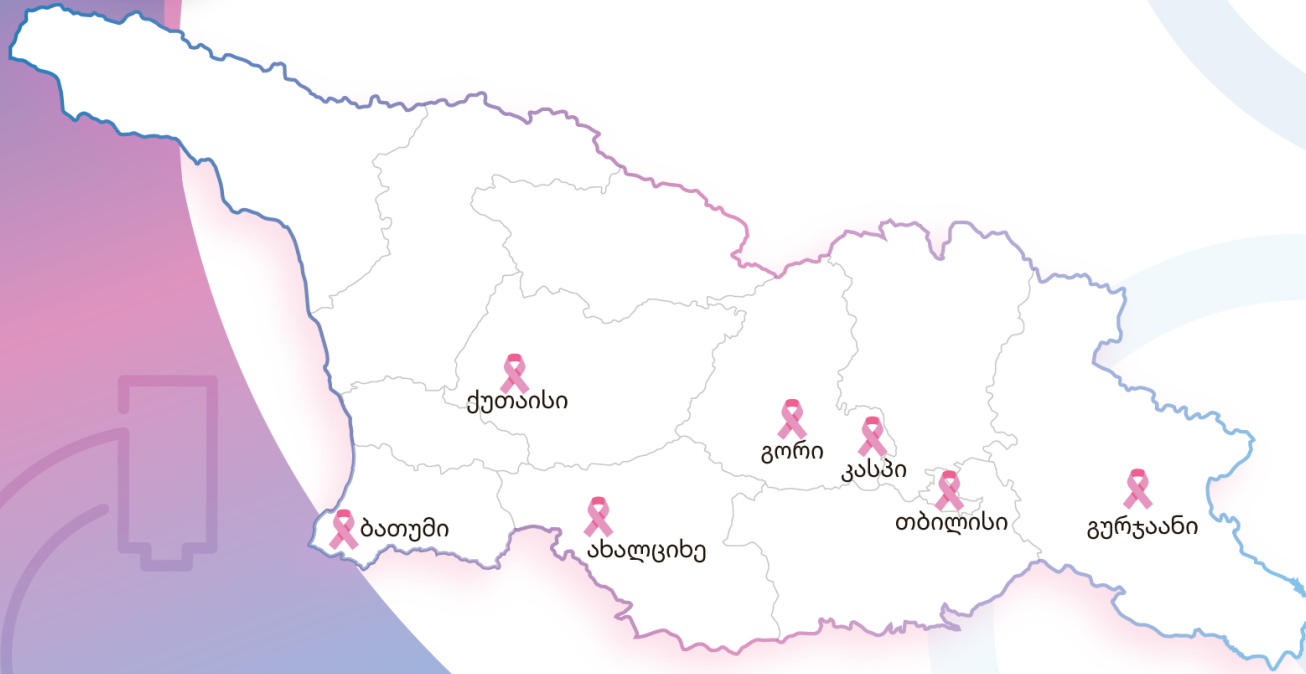 ქუთაისი
გორი
კასპი
თბილისი
გურჯაანი
ბათუმი
ახალციხე